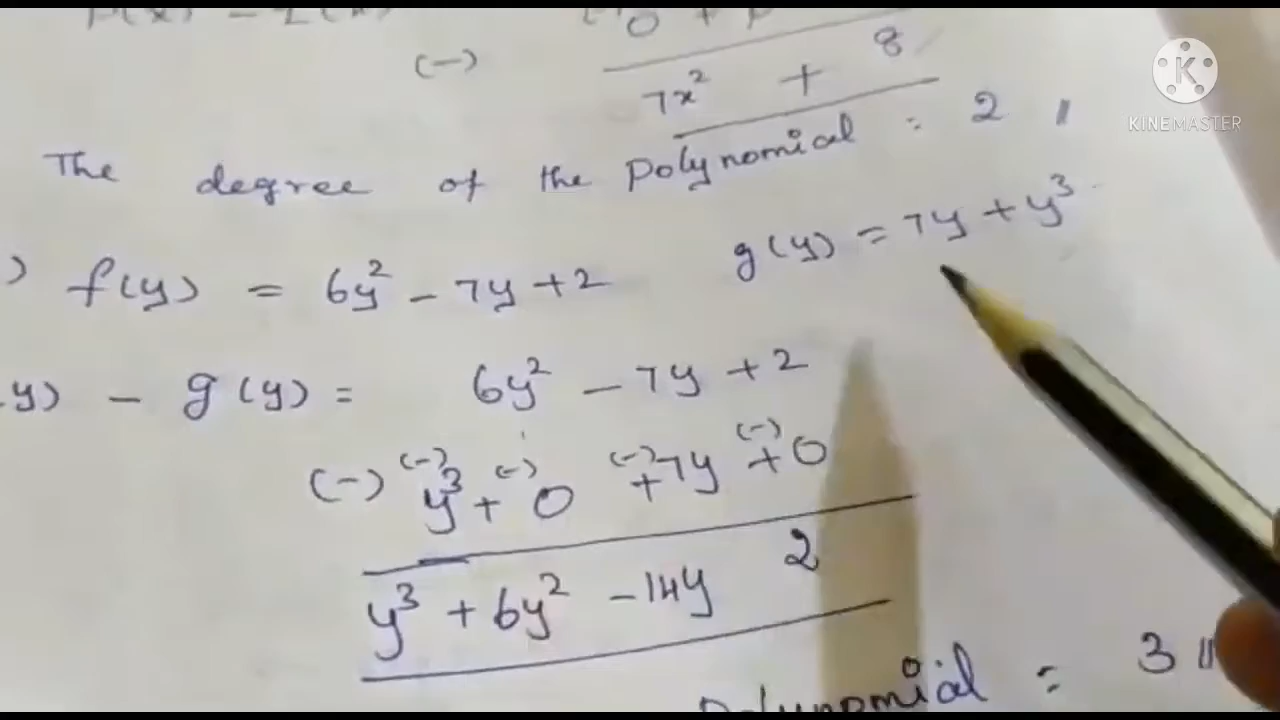 (-)
7x² + 8
KINEMASTER
The degree of the Polynomial : 2 ||
) f(y) = 6y² - 7y + 2 g(y) = 7y + y³
y) - g(y) = 6y² - 7y + 2
(-) (-) (-) (-) (-)
y³ + 0 + 7y + 0
y³ + 6y² - 14y 2
Polynomial : 3 ||